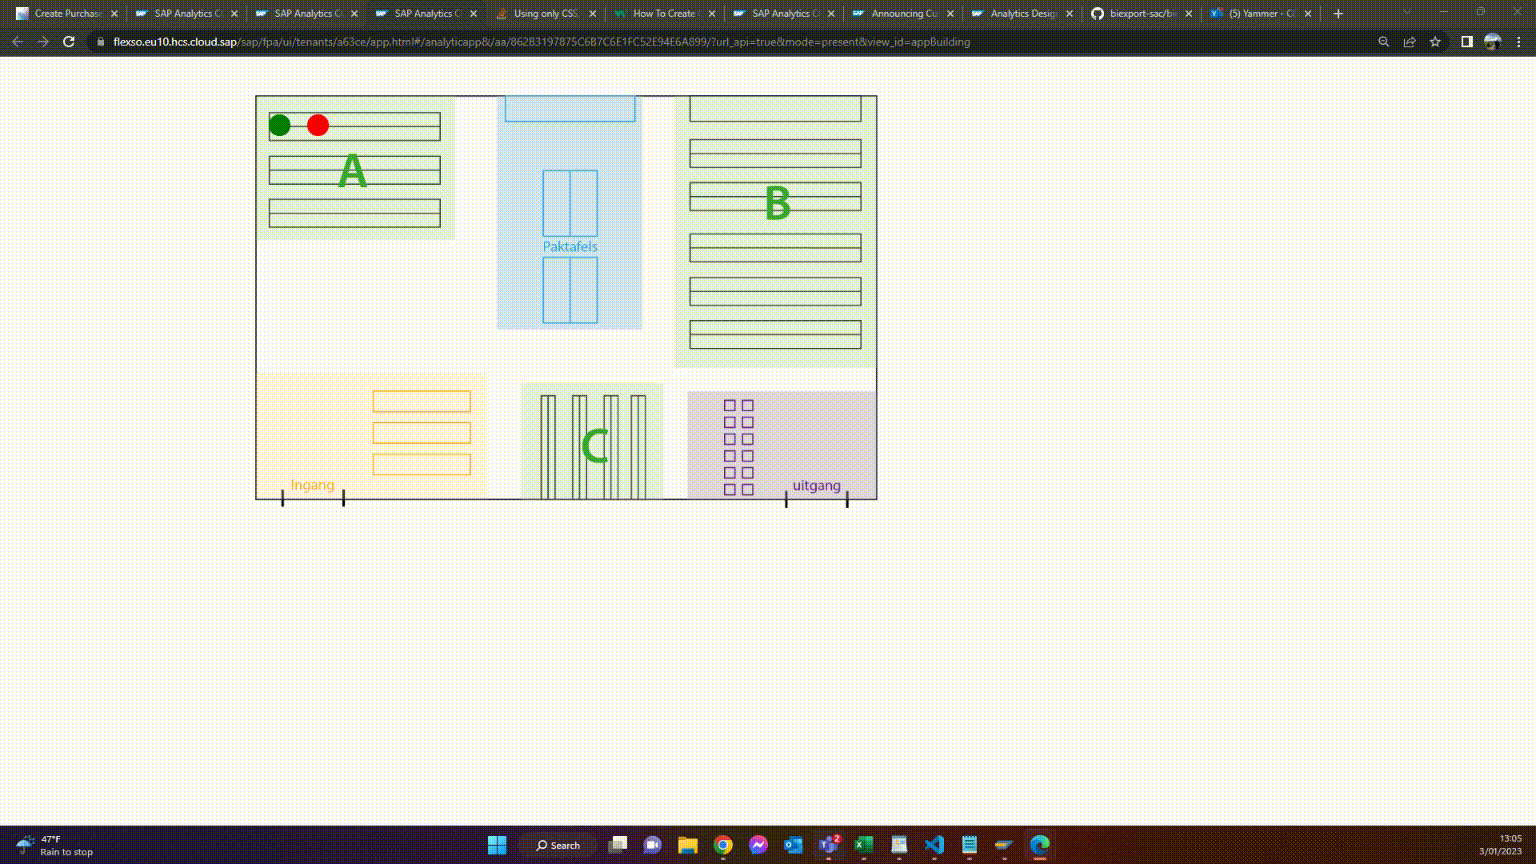 Create Purchase
SAP Analytics C
SAP Analytics C
SAP Analytics C
Using only CSS,
How To Create
SAP Analytics C
Announcing Cu
Analytics Desig
biexport-sac/bi
(5) Yammer - C
flexso.eu10.hcs.cloud.sap/sap/fpa/ui/tenants/a63ce/app.html#/analyticapp&/aa/862B3197875C6B7C6E1FC52E94E6A899/?url_api=true&mode=present&view_id=appBuilding
A
B
Paktafels
C
Ingang
uitgang
47°F
Rain to stop
Search
2
13:05
3/01/2023